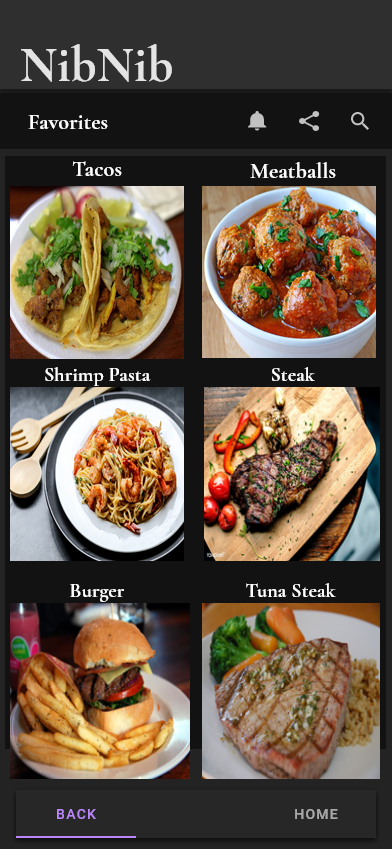 NibNib
Favorites
Tacos
Meatballs
Shrimp Pasta
Steak
Burger
Tuna Steak
BACK
HOME